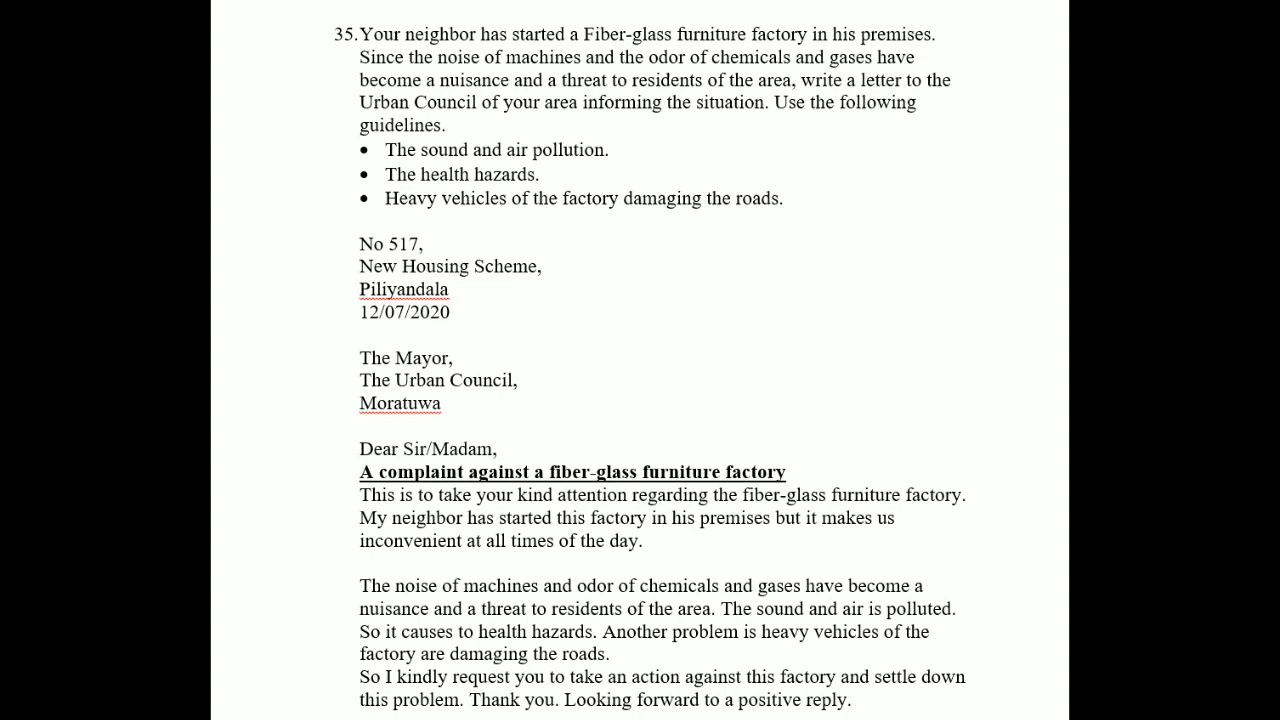 35.Your neighbor has started a Fiber-glass furniture factory in his premises.
Since the noise of machines and the odor of chemicals and gases have
become a nuisance and a threat to residents of the area, write a letter to the
Urban Council of your area informing the situation. Use the following
guidelines.
• The sound and air pollution.
• The health hazards.
• Heavy vehicles of the factory damaging the roads.
No 517,
New Housing Scheme,
Piliyandala
12/07/2020
The Mayor,
The Urban Council,
Moratuwa
Dear Sir/Madam,
A complaint against a fiber-glass furniture factory
This is to take your kind attention regarding the fiber-glass furniture factory.
My neighbor has started this factory in his premises but it makes us
inconvenient at all times of the day.
The noise of machines and odor of chemicals and gases have become a
nuisance and a threat to residents of the area. The sound and air is polluted.
So it causes to health hazards. Another problem is heavy vehicles of the
factory are damaging the roads.
So I kindly request you to take an action against this factory and settle down
this problem. Thank you. Looking forward to a positive reply.